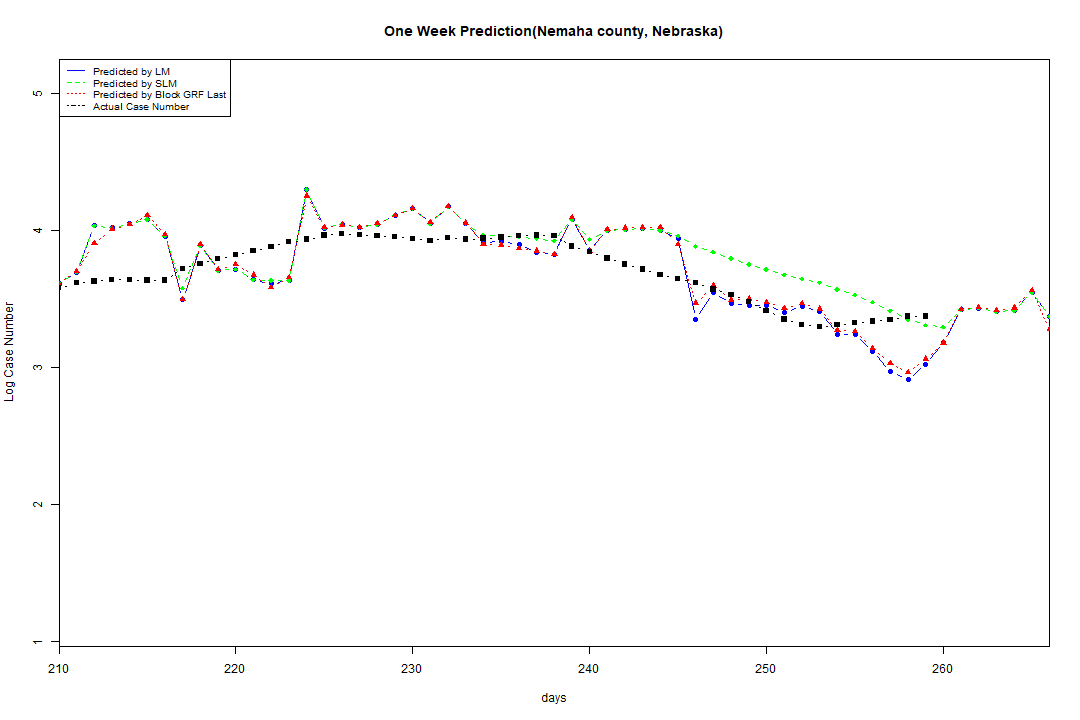 One Week Prediction(Nemaha county, Nebraska)
Predicted by LM
Predicted by SLM
Predicted by Block GRF Last
Actual Case Number
5
4
3
2
1
Log Case Number
210 220 230 240 250 260
days